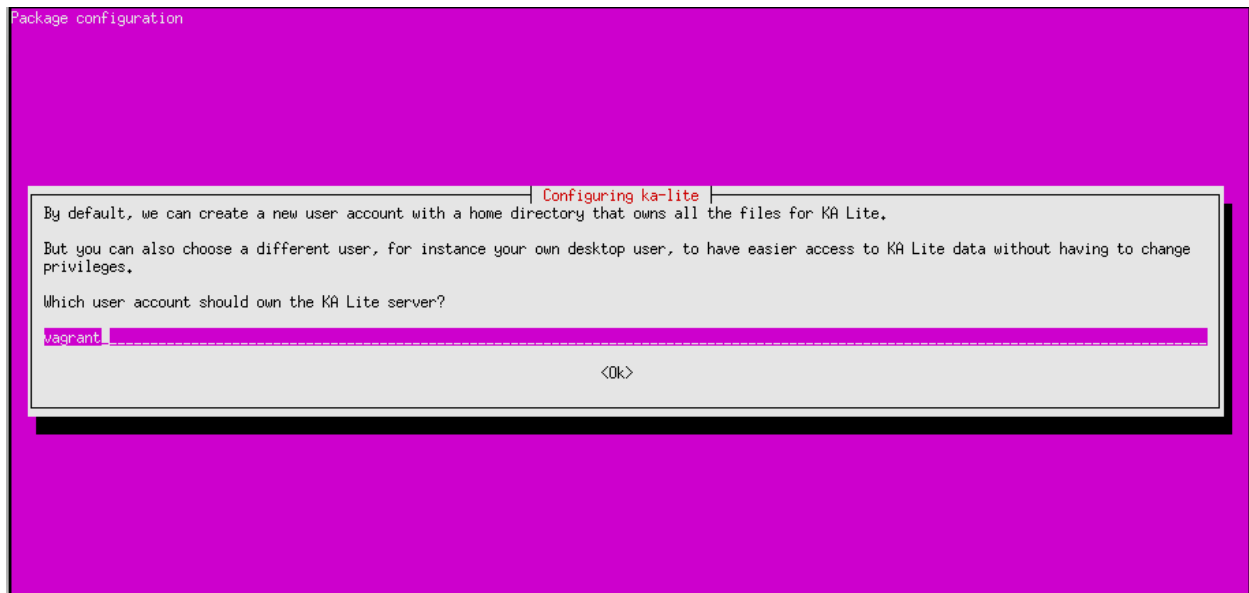 Package configuration
Configuring ka-lite
By default, we can create a new user account with a home directory that owns all the files for KA Lite.
But you can also choose a different user, for instance your own desktop user, to have easier access to KA Lite data without having to change
privileges.
Which user account should own the KA Lite server?
vagrant
<Ok>